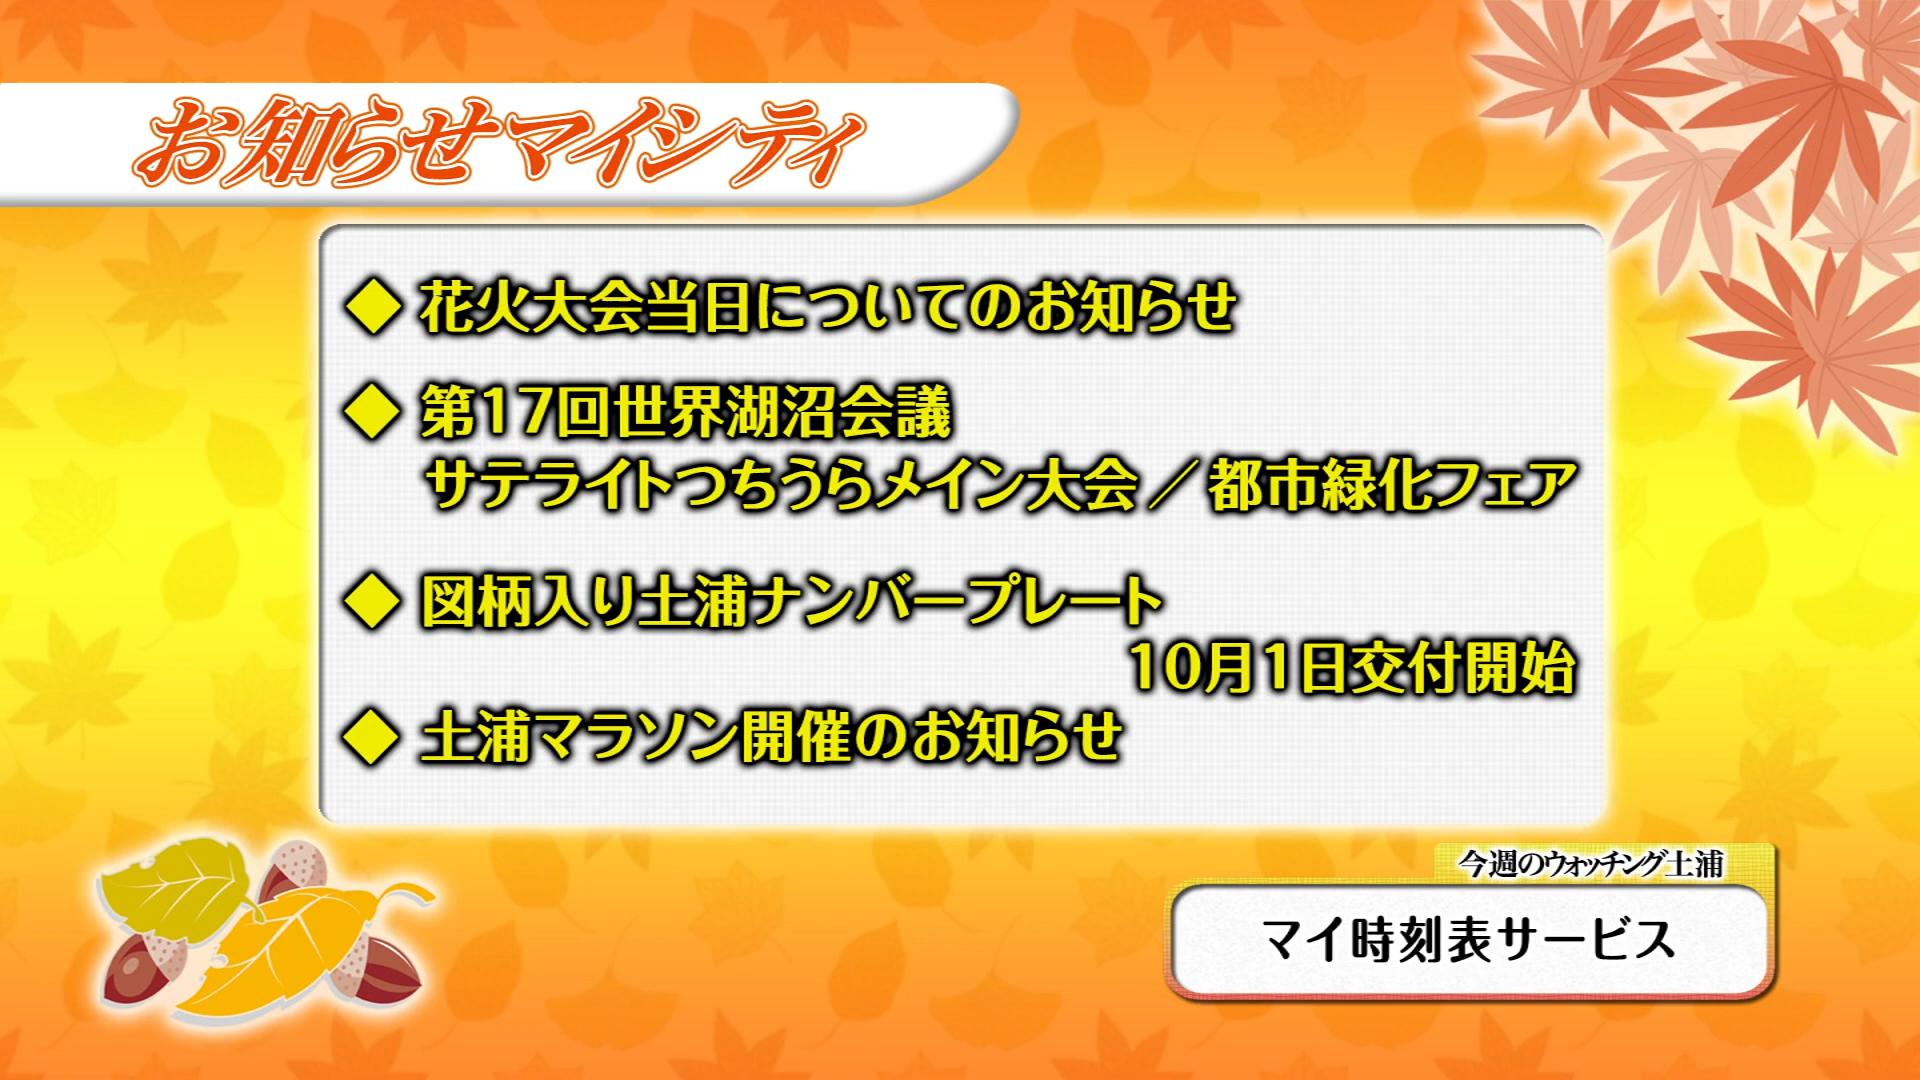 お知らせマイシティ
◆ 花火大会当日についてのお知らせ
◆ 第17回世界湖沼会議
サテライトつちうらメイン大会／都市緑化フェア
◆ 図柄入り土浦ナンバープレート
10月1日交付開始
◆ 土浦マラソン開催のお知らせ
今週のウォッチング土浦
マイ時刻表サービス